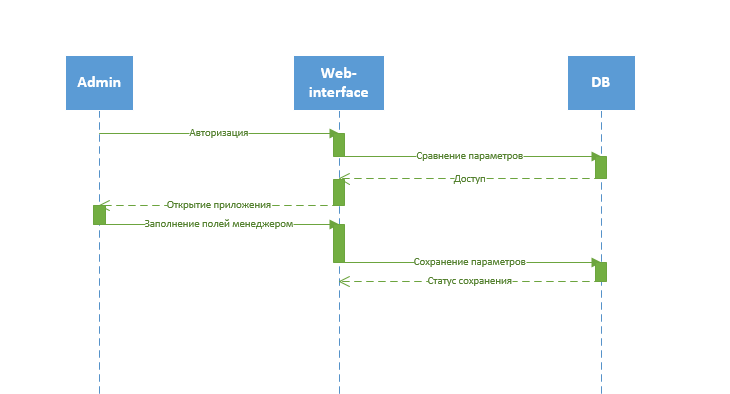 Admin
Web-
interface
DB
Авторизация
Сравнение параметров
Доступ
Открытие приложения
Заполнение полей менеджером
Сохранение параметров
Статус сохранения